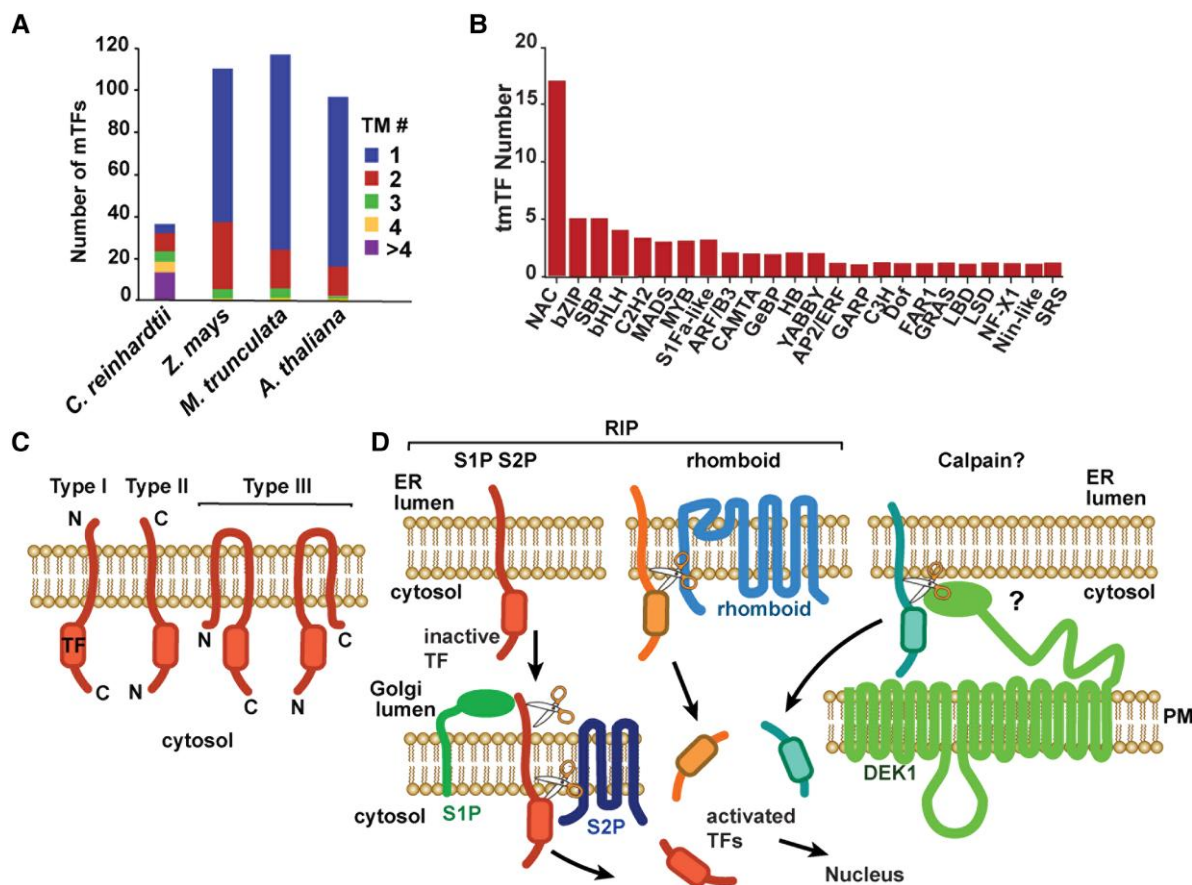 A
Number of mTFs
120
100
80
60
40
20
0
C. reinhardtii
Z. mays
M. trunculata
A. thaliana
TM #
1
2
3
4
>4
B
tmTF Number
20
15
10
5
0
NAC
bZIP
SBP
bHLH
C2H2
MADS
MYB
S1Fa-like
ARF/B3
CAMTA
GeBP
HB
YABBY
AP2/ERF
GARP
C3H
Dof
FAR1
GRAS
LBD
LSD
NF-X1
Nin-like
SRS
C
Type I
Type II
Type III
N
C
TF
C
N
N
C
N
C
cytosol
D
RIP
S1P S2P
rhomboid
Calpain?
ER
lumen
ER
lumen
cytosol
cytosol
rhomboid
?
inactive
TF
Golgi
lumen
cytosol
S1P
S2P
activated
TFs
Nucleus
DEK1
PM